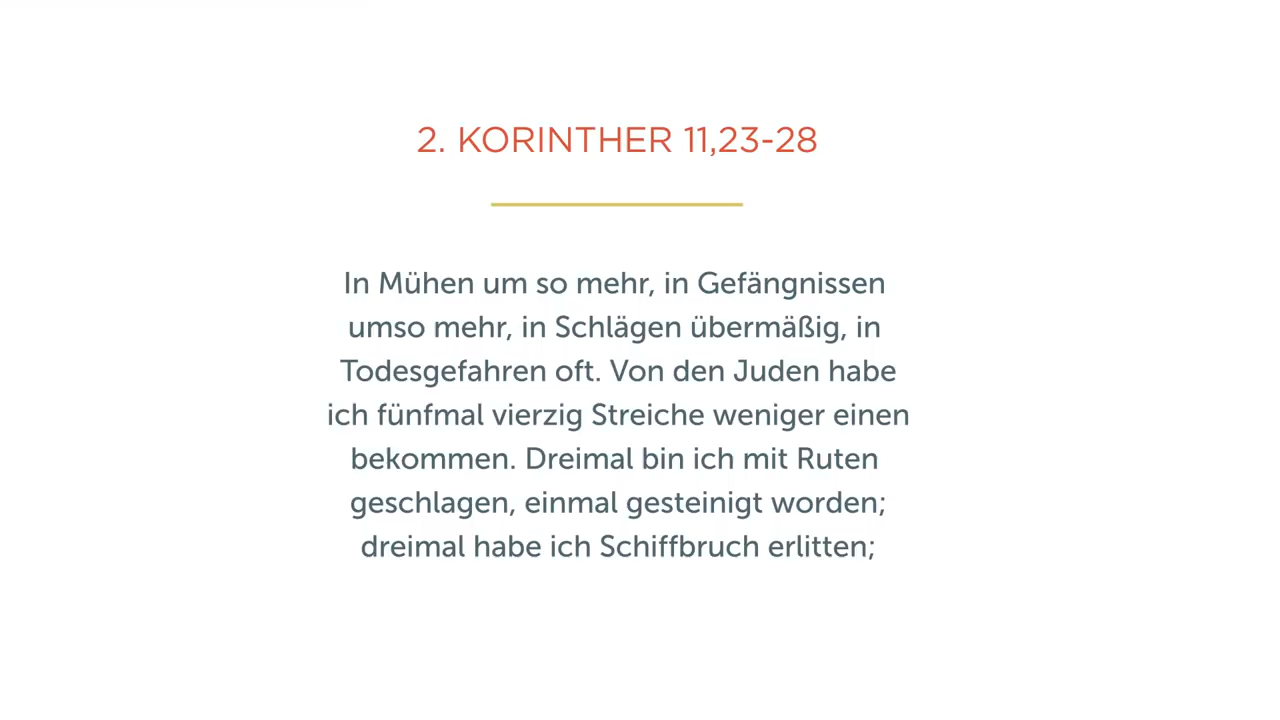 2. KORINTHER 11,23-28
In Mühen um so mehr, in Gefängnissen
umso mehr, in Schlägen übermäßig, in
Todesgefahren oft. Von den Juden habe
ich fünfmal vierzig Streiche weniger einen
bekommen. Dreimal bin ich mit Ruten
geschlagen, einmal gesteinigt worden;
dreimal habe ich Schiffbruch erlitten;